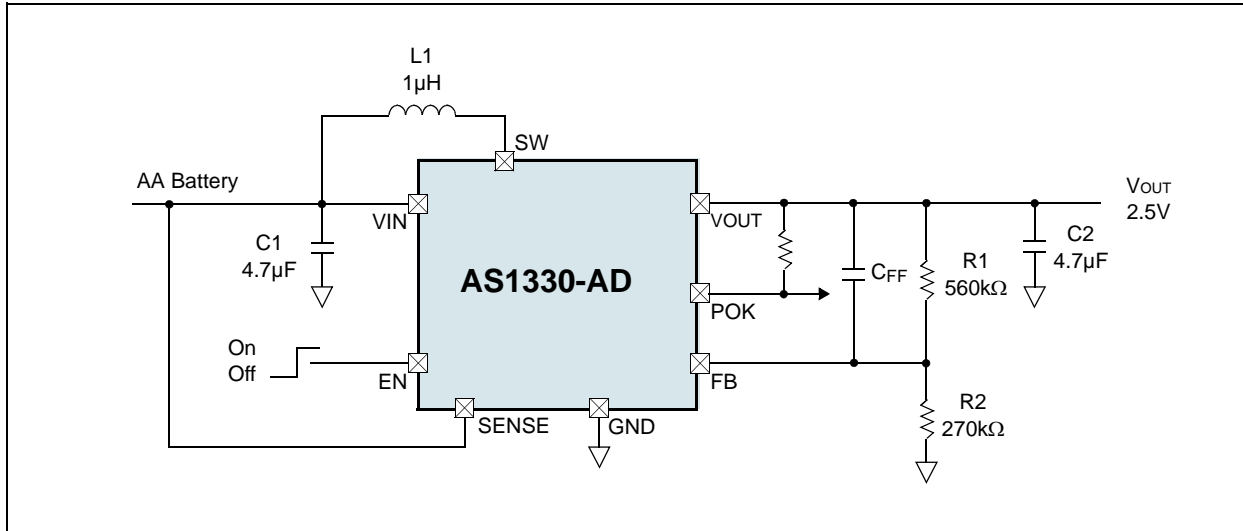 L1
1µH
SW
AA Battery
VIN
VOUT
VOUT
2.5V
C1
4.7µF
AS1330-AD
CFF
R1
560kΩ
C2
4.7µF
POK
On
Off
EN
FB
SENSE
GND
R2
270kΩ